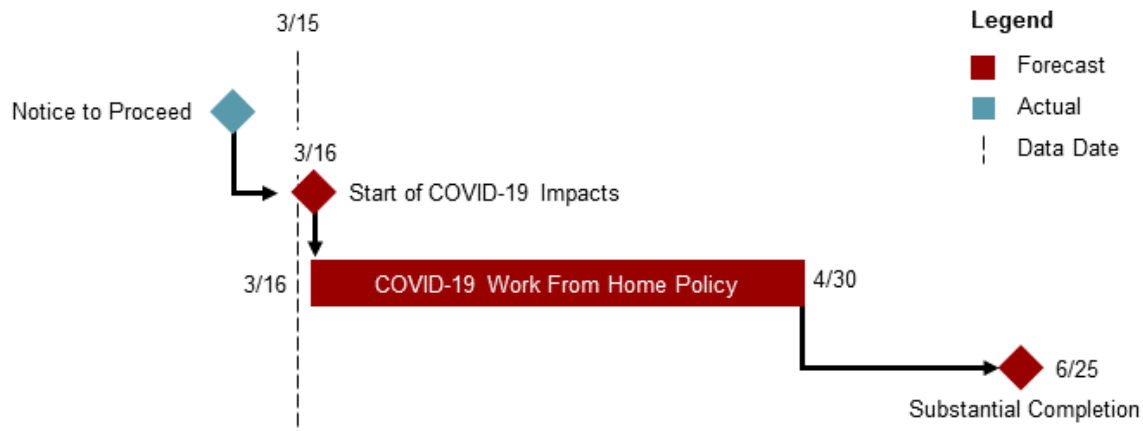 3/15
Legend
Forecast
Notice to Proceed
Actual
3/16
Data Date
Start of COVID-19 Impacts
3/16
COVID-19 Work From Home Policy
4/30
6/25
Substantial Completion